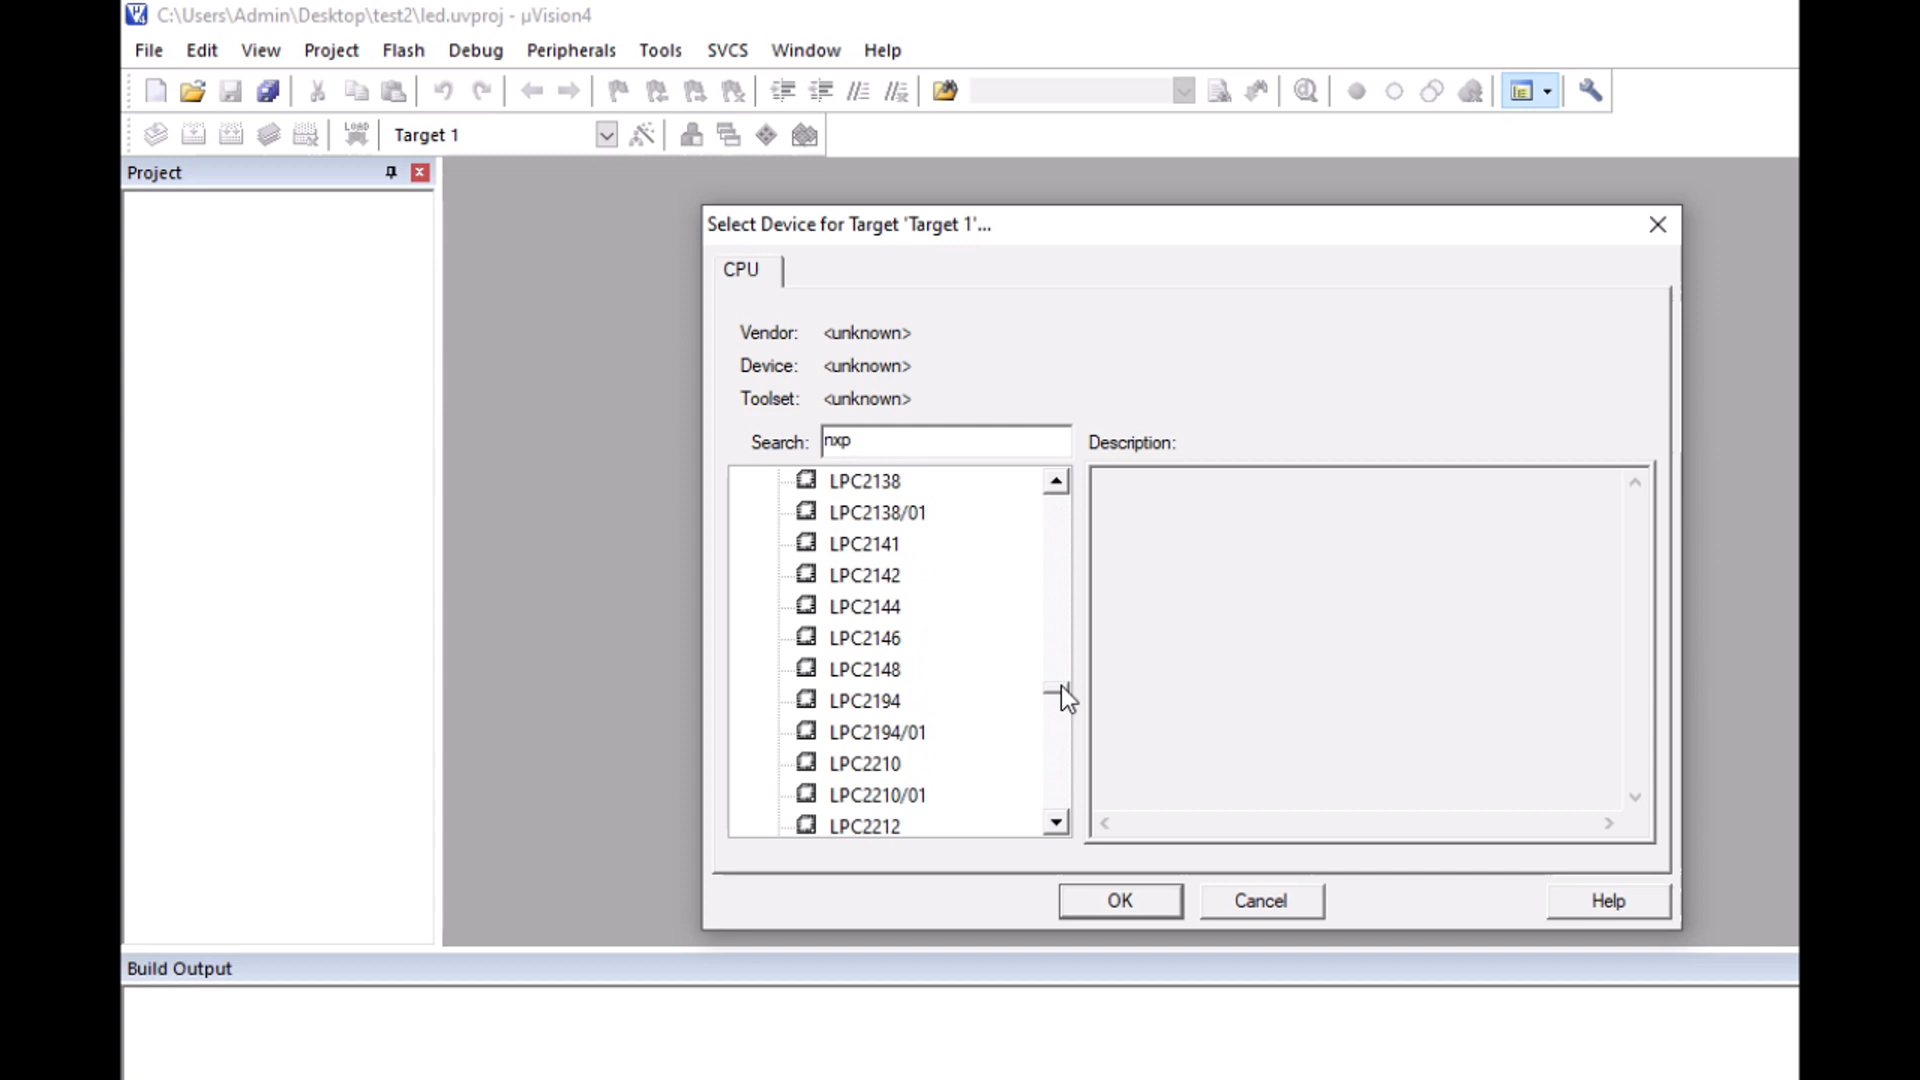 C:\Users\Admin\Desktop\test2\led.uvproj - µVision4
File Edit View Project Flash Debug Peripherals Tools SVCS Window Help
LOAD Target 1
Project
Select Device for Target 'Target 1'...
CPU
Vendor: <unknown>
Device: <unknown>
Toolset: <unknown>
Search: nxp Description:
LPC2138
LPC2138/01
LPC2141
LPC2142
LPC2144
LPC2146
LPC2148
LPC2194
LPC2194/01
LPC2210
LPC2210/01
LPC2212
OK Cancel Help
Build Output